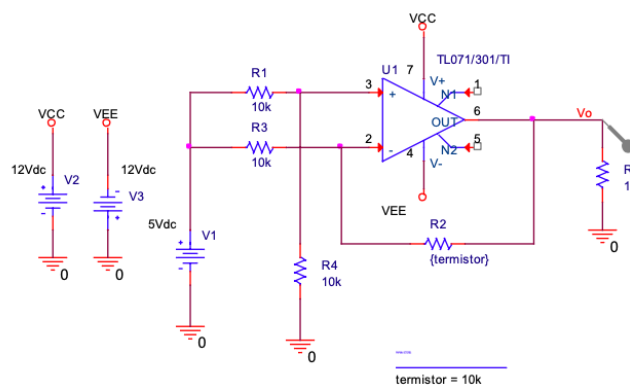 VCC
TL071/301/TI
U1
7
V+
1
N1
3
+
R1
10k
6
OUT
Vo
VCC
VEE
R3
10k
2
-
N2
5
4
V-
12Vdc
12Vdc
V2
V3
VEE
R2
{termistor}
5Vdc
V1
R4
10k
R
1
0
0
0
0
0
termistor = 10k